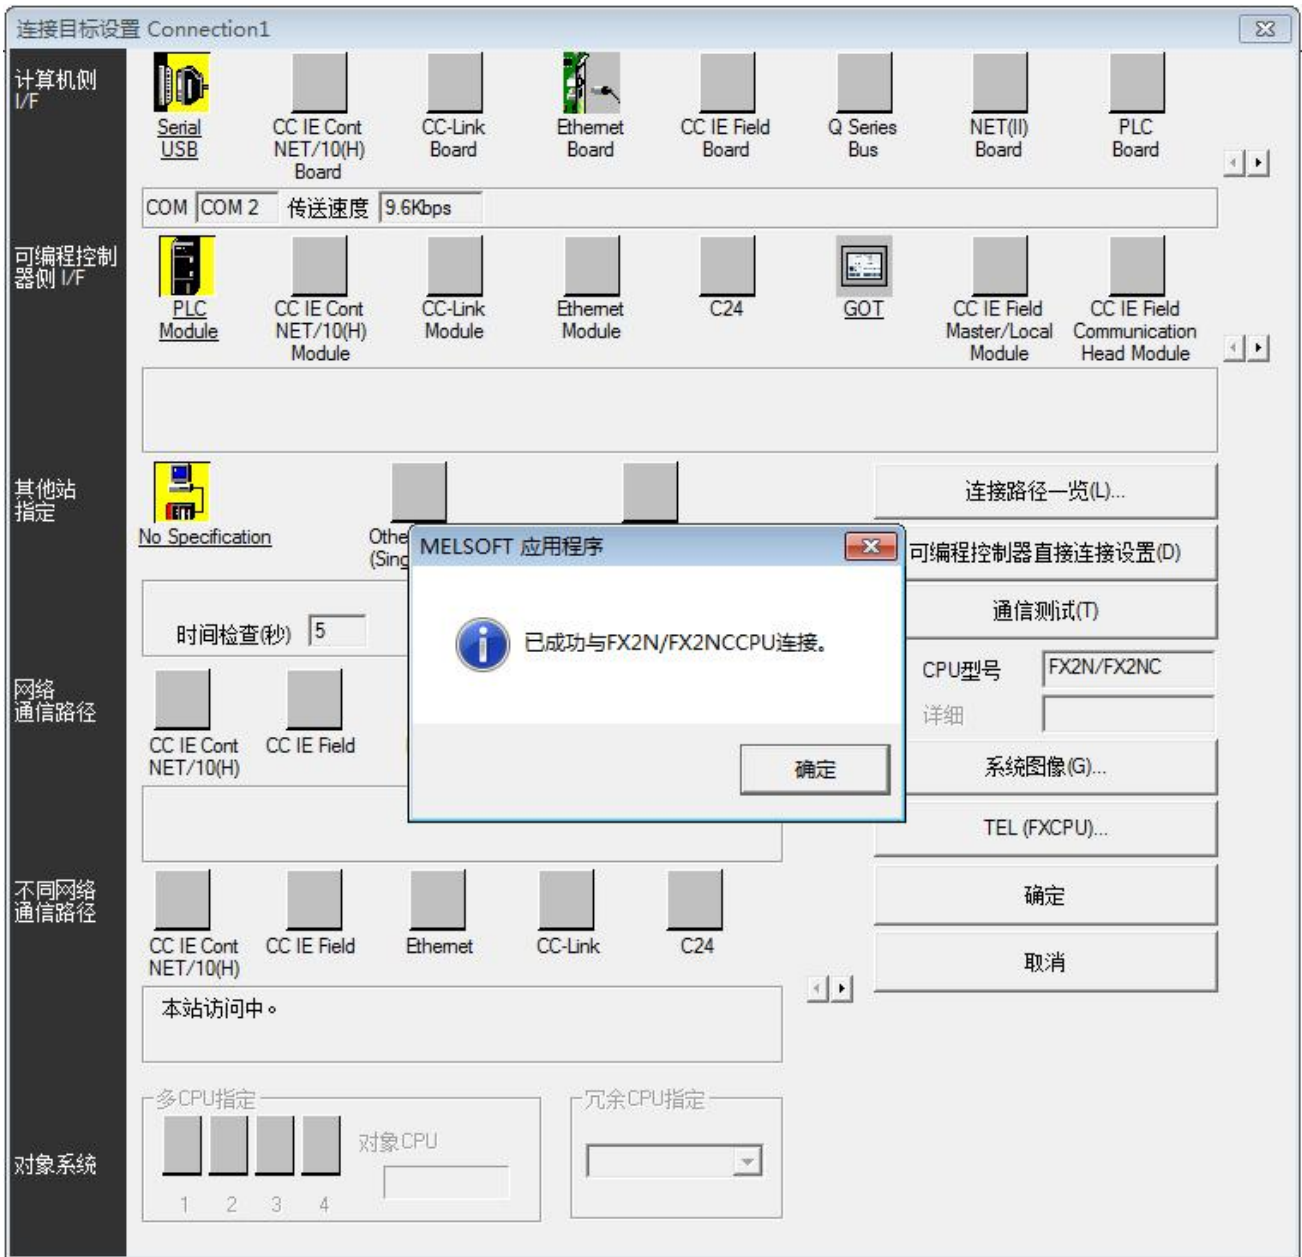 连接目标设置 Connection1
计算机侧
I/F
Serial
USB
CC IE Cont
NET/10(H)
Board
CC-Link
Board
Ethernet
Board
CC IE Field
Board
Q Series
Bus
NET(II)
Board
PLC
Board
COM COM 2 传送速度 9.6Kbps
可编程控制
器侧 I/F
PLC
Module
CC IE Cont
NET/10(H)
Module
CC-Link
Module
Ethernet
Module
C24
GOT
CC IE Field
Master/Local
Module
CC IE Field
Communication
Head Module
其他站
指定
No Specification
Othe
(Sing
时间检查(秒) 5
连接路径一览(L)...
可编程控制器直接连接设置(D)
通信测试(T)
CPU型号 FX2N/FX2NC
详细
系统图像(G)...
TEL (FXCPU)...
确定
取消
MELSOFT 应用程序
已成功与FX2N/FX2NCCPU连接。
确定
网络
通信路径
CC IE Cont
NET/10(H)
CC IE Field
不同网络
通信路径
CC IE Cont
NET/10(H)
CC IE Field
Ethernet
CC-Link
C24
本站访问中。
对象系统
多CPU指定
1 2 3 4
对象CPU
冗余CPU指定